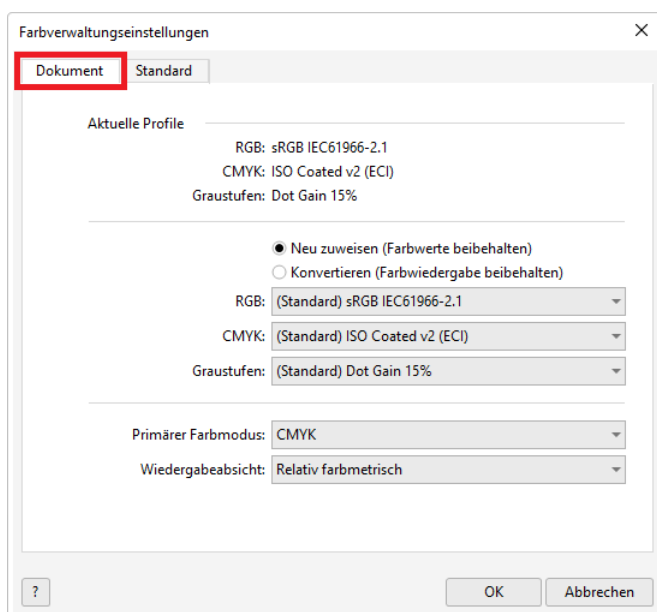 Farbverwaltungseinstellungen
Dokument Standard
Aktuelle Profile
RGB: sRGB IEC61966-2.1
CMYK: ISO Coated v2 (ECI)
Graustufen: Dot Gain 15%
Neu zuweisen (Farbwerte beibehalten)
Konvertieren (Farbwiedergabe beibehalten)
RGB: (Standard) sRGB IEC61966-2.1
CMYK: (Standard) ISO Coated v2 (ECI)
Graustufen: (Standard) Dot Gain 15%
Primärer Farbmodus: CMYK
Wiedergabeabsicht: Relativ farbmetrisch
? OK Abbrechen